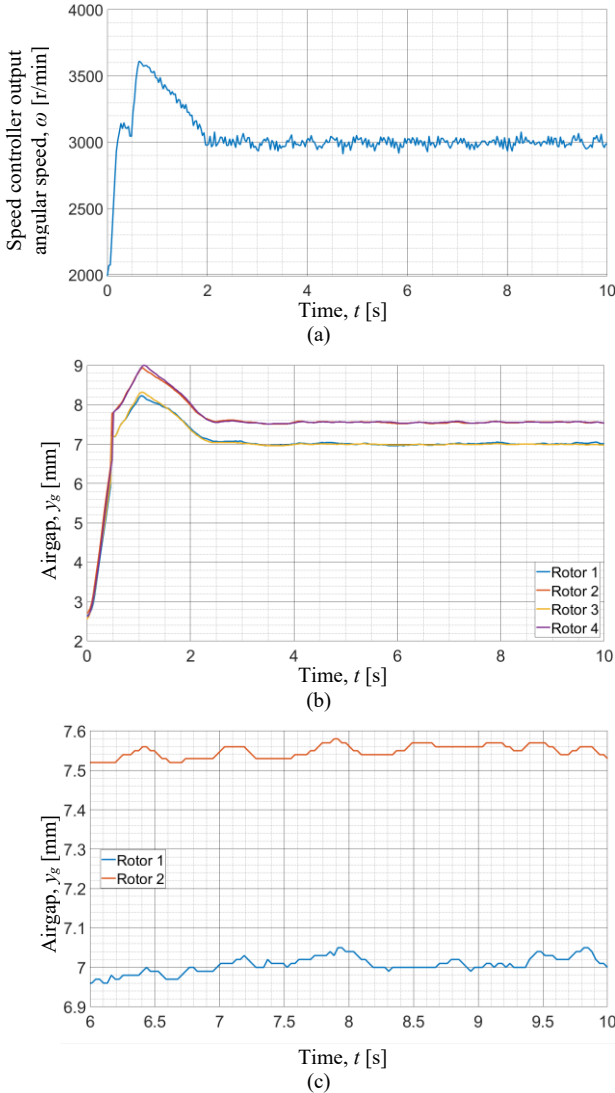 Speed controller output
angular speed, ω [r/min]
4000
3500
3000
2500
2000
0 2 4 6 8 10
Time, t [s]
(a)
Airgap, yg [mm]
9
8
7
6
5
4
3
2
Rotor 1
Rotor 2
Rotor 3
Rotor 4
0 2 4 6 8 10
Time, t [s]
(b)
Airgap, yg [mm]
7.6
7.5
7.4
7.3
7.2
7.1
7
6.9
Rotor 1
Rotor 2
6 6.5 7 7.5 8 8.5 9 9.5 10
Time, t [s]
(c)